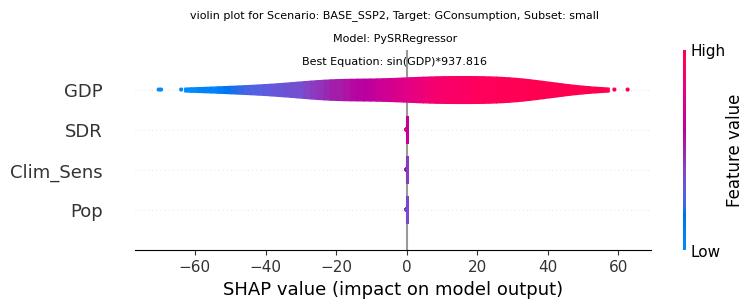 violin plot for Scenario: BASE_SSP2, Target: GConsumption, Subset: small
Model: PySRRegressor
Best Equation: sin(GDP)*937.816
High
GDP
SDR
Clim_Sens
Pop
Feature value
Low
−60 −40 −20 0 20 40 60
SHAP value (impact on model output)